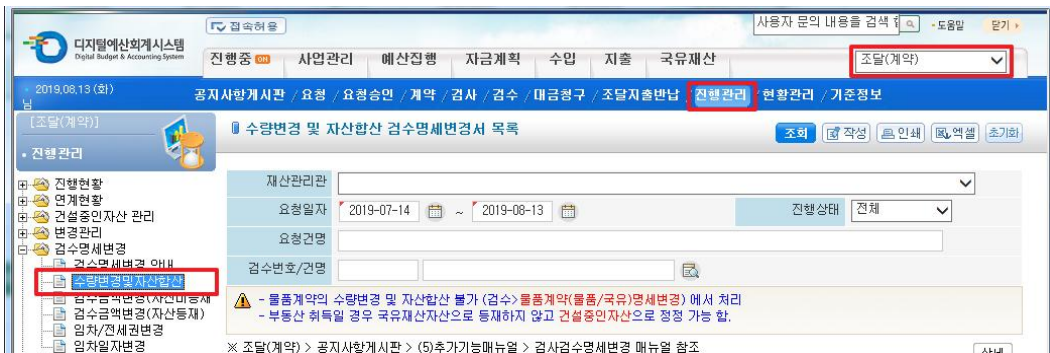 접속허용
사용자 문의 내용을 검색
도움말
닫기
디지털예산회계시스템
Digital Budget & Accounting System
진행중 ON 사업관리 예산집행 자금계획 수입 지출 국유재산
조달(계약)
2019,08,13 (화)
님
공지사항게시판 / 요청 / 요청승인 / 계약 / 검사 / 검수 / 대금청구 / 조달지출반납 / 진행관리 / 현황관리 / 기준정보
[조달(계약)]
• 진행관리
수량변경 및 자산합산 검수명세변경서 목록
조회 작성 인쇄 엑셀 초기화
진행현황
연계현황
건설중인자산 관리
변경관리
검수명세변경
검수명세변경 안내
수량변경및자산합산
검수금액변경(자산미등재
검수금액변경(자산등재)
임차/전세권변경
임차일자변경
재산관리관
요청일자 2019-07-14 ~ 2019-08-13 진행상태 전체
요청건명
검수번호/건명
- 물품계약의 수량변경 및 자산합산 불가 (검수>물품계약(물품/국유)명세변경) 에서 처리
- 부동산 취득일 경우 국유재산자산으로 등재하지 않고 건설중인자산으로 정정 가능 함.
※ 조달(계약) > 공지사항게시판 > (5)추가기능매뉴얼 > 검사검수명세변경 매뉴얼 참조
상세